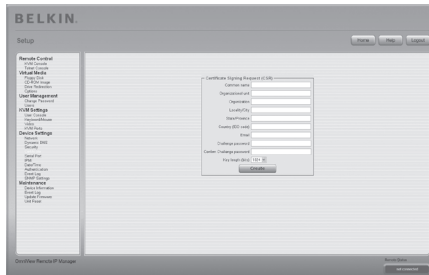 BELKIN.
Setup
Home
Help
Logout
Remote Control
KVM Console
Telnet Console
Virtual Media
Floppy Disk
CD-ROM Image
Drive Redirection
Options
User Management
Change Password
Users
KVM Settings
User Console
Keyboard/Mouse
Video
KVM Ports
Device Settings
Network
Dynamic DNS
Security
Serial Port
IPMI
Date/Time
Authentication
Event Log
SNMP Settings
Maintenance
Device Information
Event Log
Update Firmware
Unit Reset
Certificate Signing Request (CSR)
Common name
Organizational unit
Organization
Locality/City
State/Province
Country (ISO code)
Email
Challenge password
Confirm Challenge password
Key length (bits)
1024
Create
OmniView Remote IP Manager